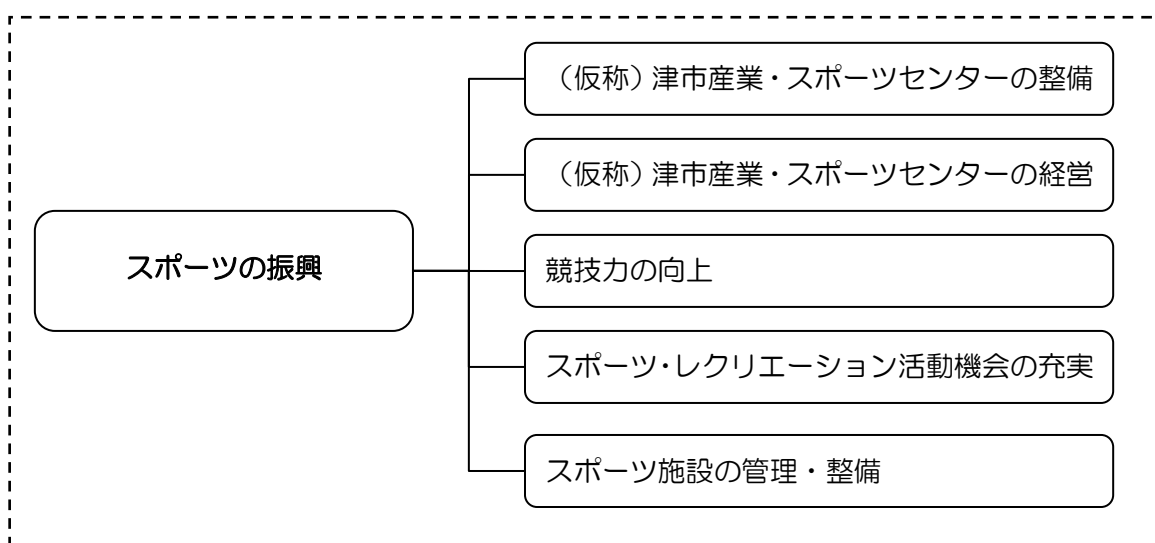 スポーツの振興
（仮称）津市産業・スポーツセンターの整備
（仮称）津市産業・スポーツセンターの経営
競技力の向上
スポーツ・レクリエーション活動機会の充実
スポーツ施設の管理・整備